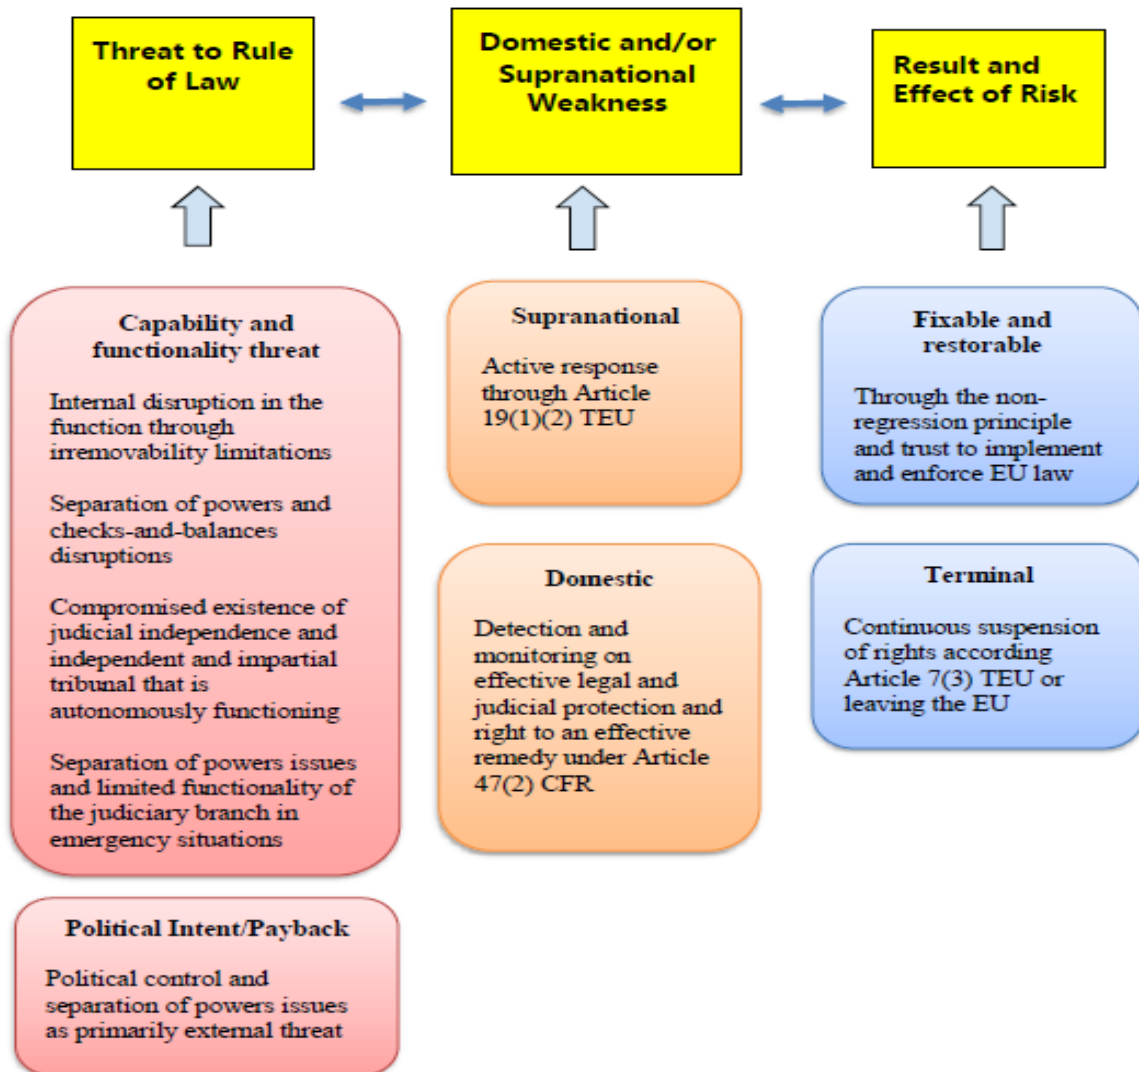 Threat to Rule
of Law
Domestic and/or
Supranational
Weakness
Result and
Effect of Risk
Capability and
functionality threat
Internal disruption in the
function through
irremovability limitations
Separation of powers and
checks-and-balances
disruptions
Compromised existence of
judicial independence and
independent and impartial
tribunal that is
autonomously functioning
Separation of powers issues
and limited functionality of
the judiciary branch in
emergency situations
Political Intent/Payback
Political control and
separation of powers issues
as primarily external threat
Supranational
Active response
through Article
19(1)(2) TEU
Domestic
Detection and
monitoring on
effective legal and
judicial protection and
right to an effective
remedy under Article
47(2) CFR
Fixable and
restorable
Through the non-
regression principle
and trust to implement
and enforce EU law
Terminal
Continuous suspension
of rights according
Article 7(3) TEU or
leaving the EU